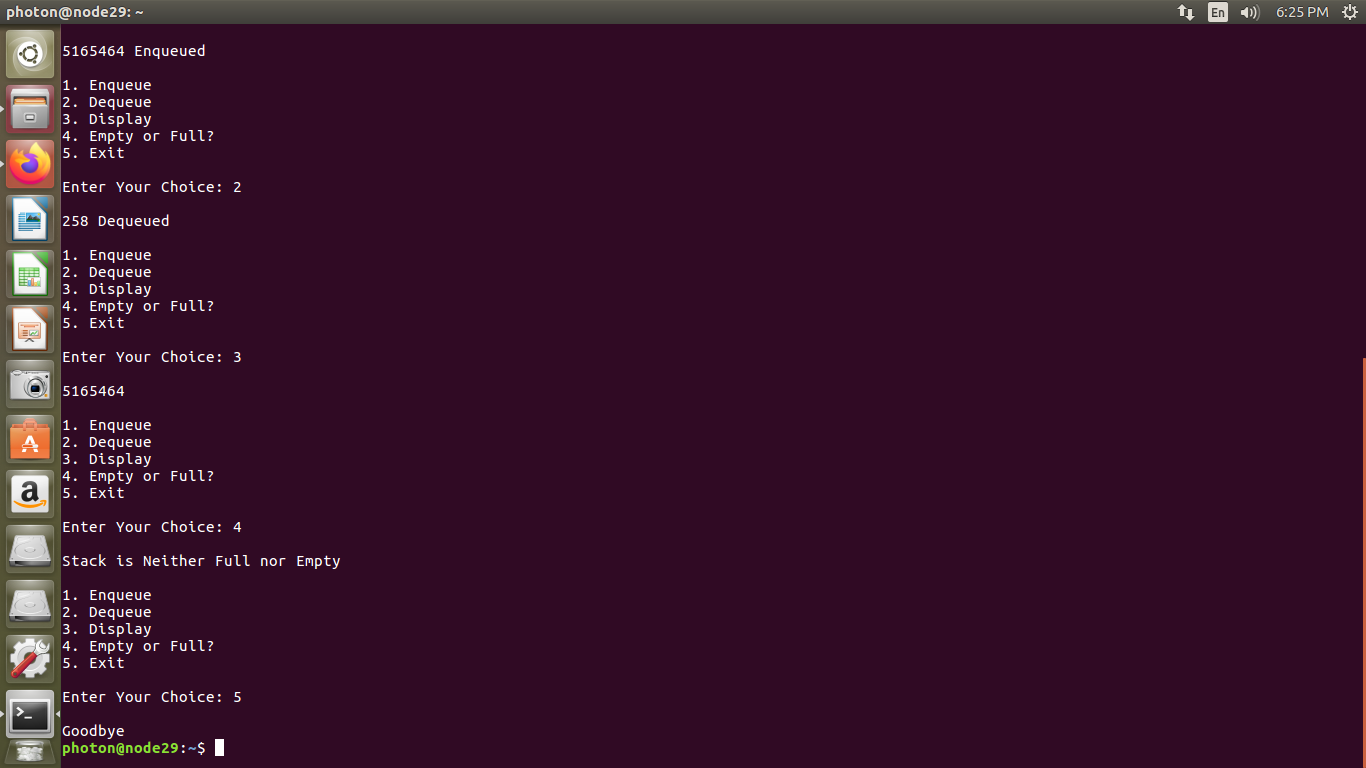 photon@node29: ~
En
6:25 PM
5165464 Enqueued
1. Enqueue
2. Dequeue
3. Display
4. Empty or Full?
5. Exit
Enter Your Choice: 2
258 Dequeued
1. Enqueue
2. Dequeue
3. Display
4. Empty or Full?
5. Exit
Enter Your Choice: 3
5165464
1. Enqueue
2. Dequeue
3. Display
4. Empty or Full?
5. Exit
Enter Your Choice: 4
Stack is Neither Full nor Empty
1. Enqueue
2. Dequeue
3. Display
4. Empty or Full?
5. Exit
Enter Your Choice: 5
Goodbye
photon@node29:~$